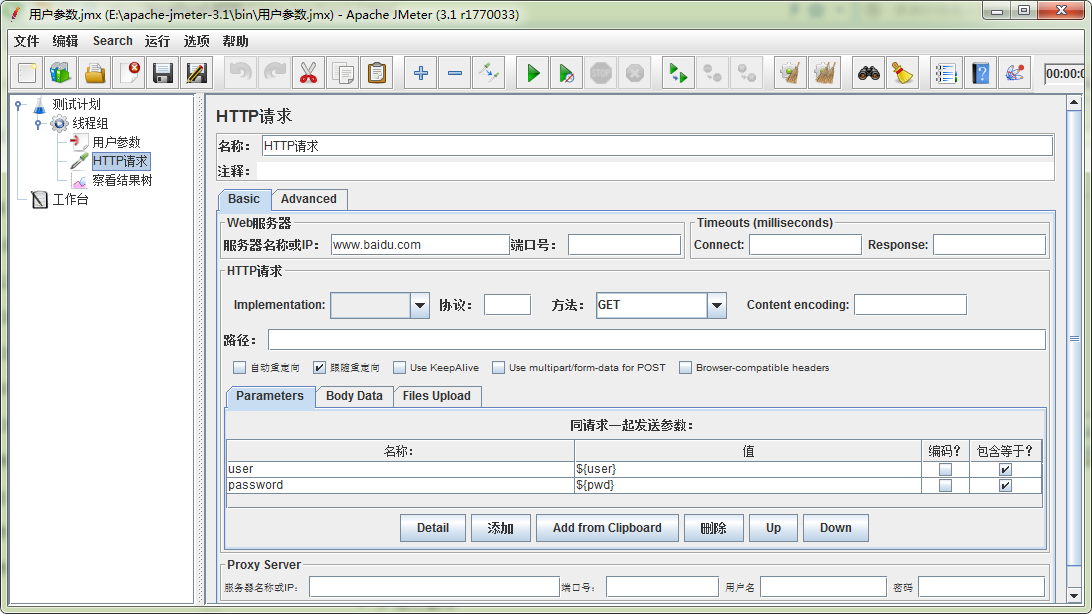 用户参数.jmx (E:\apache-jmeter-3.1\bin\用户参数.jmx) - Apache JMeter (3.1 r1770033)
文件 编辑 Search 运行 选项 帮助
STOP
00:00:0
测试计划
线程组
用户参数
HTTP请求
察看结果树
工作台
HTTP请求
名称: HTTP请求
注释:
Basic Advanced
Web服务器
服务器名称或IP: www.baidu.com 端口号:
Timeouts (milliseconds)
Connect: Response:
HTTP请求
Implementation: 协议: 方法: GET Content encoding:
路径:
自动重定向 跟随重定向 Use KeepAlive Use multipart/form-data for POST Browser-compatible headers
Parameters Body Data Files Upload
同请求一起发送参数:
名称: 值 编码? 包含等于?
user ${user}
password ${pwd}
Detail 添加 Add from Clipboard 删除 Up Down
Proxy Server
服务器名称或IP: 端口号: 用户名 密码